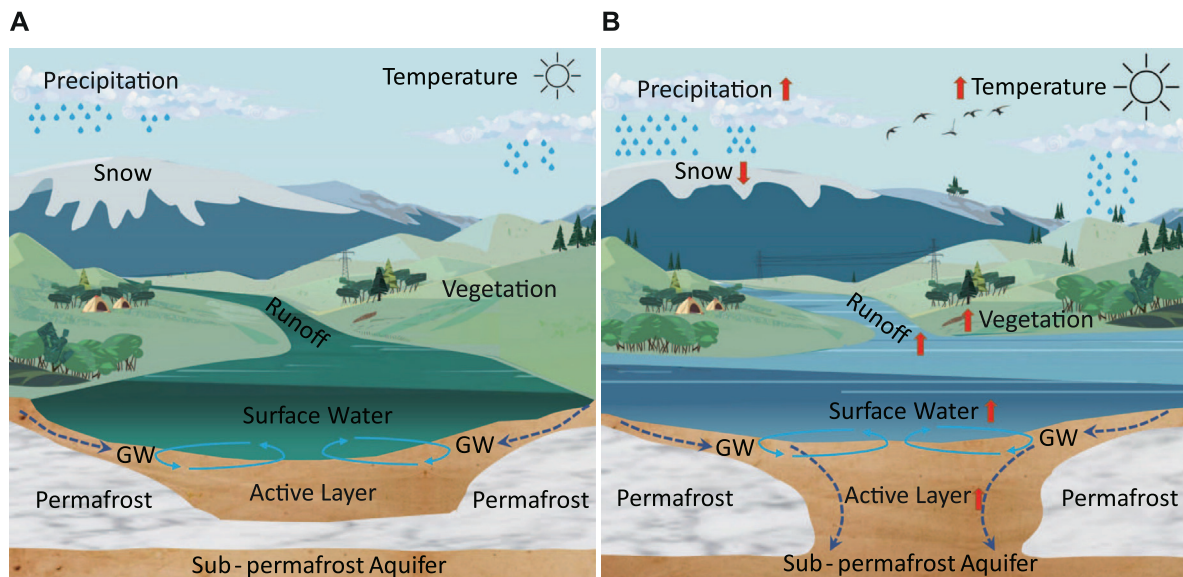 A
Precipitation
Temperature
Snow
Vegetation
Runoff
Surface Water
GW
GW
Permafrost
Active Layer
Permafrost
Sub-permafrost Aquifer
B
Precipitation
Temperature
Snow
Runoff
Vegetation
Surface Water
GW
GW
Permafrost
Active Layer
Permafrost
Sub-permafrost Aquifer